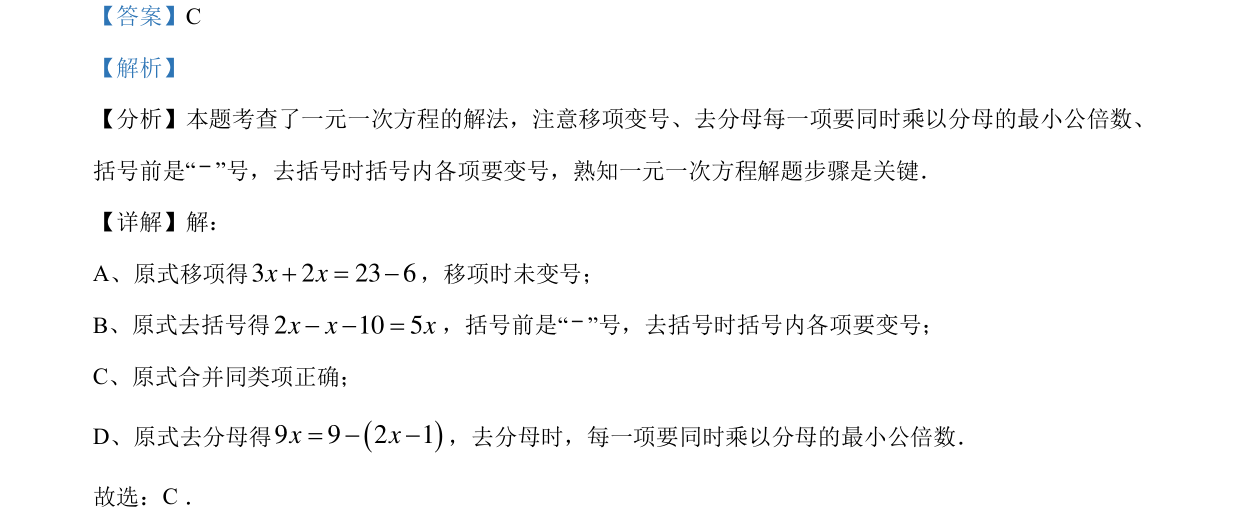 【答案】C
【解析】
【分析】本题考查了一元一次方程的解法，注意移项变号、去分母每一项要同时乘以分母的最小公倍数、
括号前是“－”号，去括号时括号内各项要变号，熟知一元一次方程解题步骤是关键．
【详解】解：
A、原式移项得3x+2x=23−6，移项时未变号；
B、原式去括号得2x−x−10=5x，括号前是“－”号，去括号时括号内各项要变号；
C、原式合并同类项正确；
D、原式去分母得9x=9−(2x−1)，去分母时，每一项要同时乘以分母的最小公倍数．
故选：C．